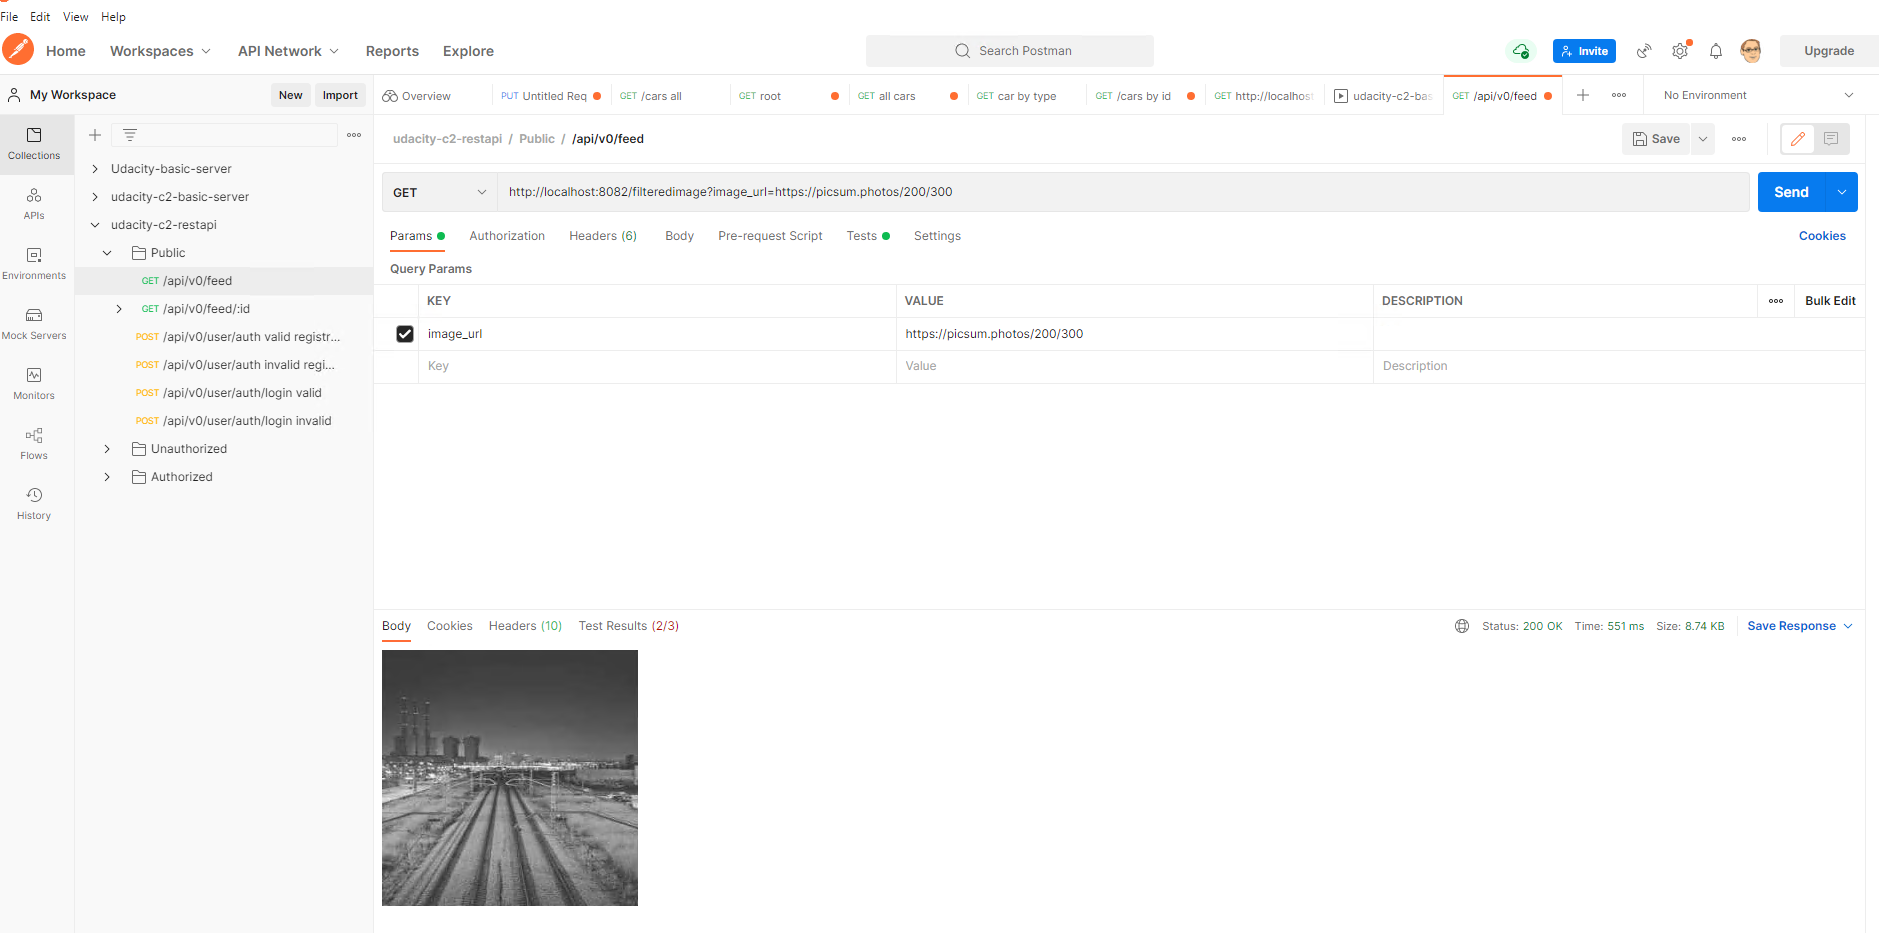 File Edit View Help
Home Workspaces API Network Reports Explore Search Postman Invite Upgrade
My Workspace New Import Overview PUT Untitled Req GET /cars all GET root GET all cars GET car by type GET /cars by id GET http://localhost udacity-c2-bas GET /api/v0/feed No Environment
udacity-c2-restapi / Public / /api/v0/feed Save
Collections
APIs
Environments
Mock Servers
Monitors
Flows
History
Udacity-basic-server
udacity-c2-basic-server
udacity-c2-restapi
Public
GET /api/v0/feed
GET /api/v0/feed/:id
POST /api/v0/user/auth valid registr...
POST /api/v0/user/auth invalid regi...
POST /api/v0/user/auth/login valid
POST /api/v0/user/auth/login invalid
Unauthorized
Authorized
GET http://localhost:8082/filteredimage?image_url=https://picsum.photos/200/300 Send
Params Authorization Headers (6) Body Pre-request Script Tests Settings Cookies
Query Params
KEY VALUE DESCRIPTION Bulk Edit
image_url https://picsum.photos/200/300
Key Value Description
Body Cookies Headers (10) Test Results (2/3) Status: 200 OK Time: 551 ms Size: 8.74 KB Save Response